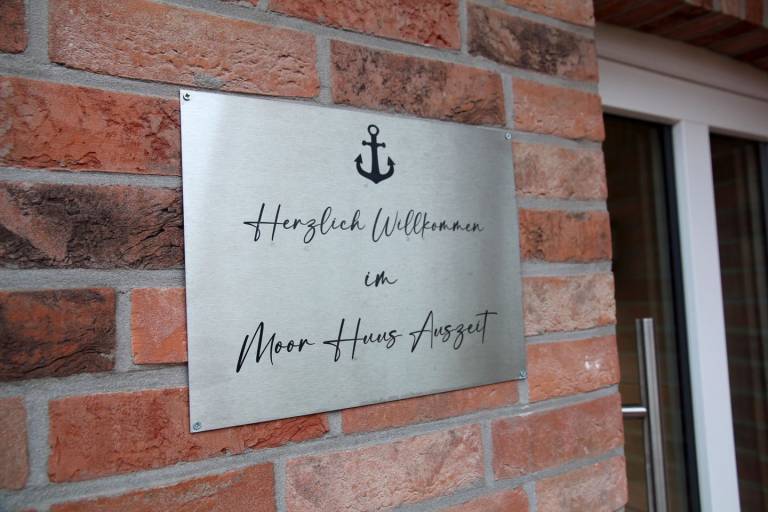 Herzlich Willkommen
im
Moor Huus Auszeit